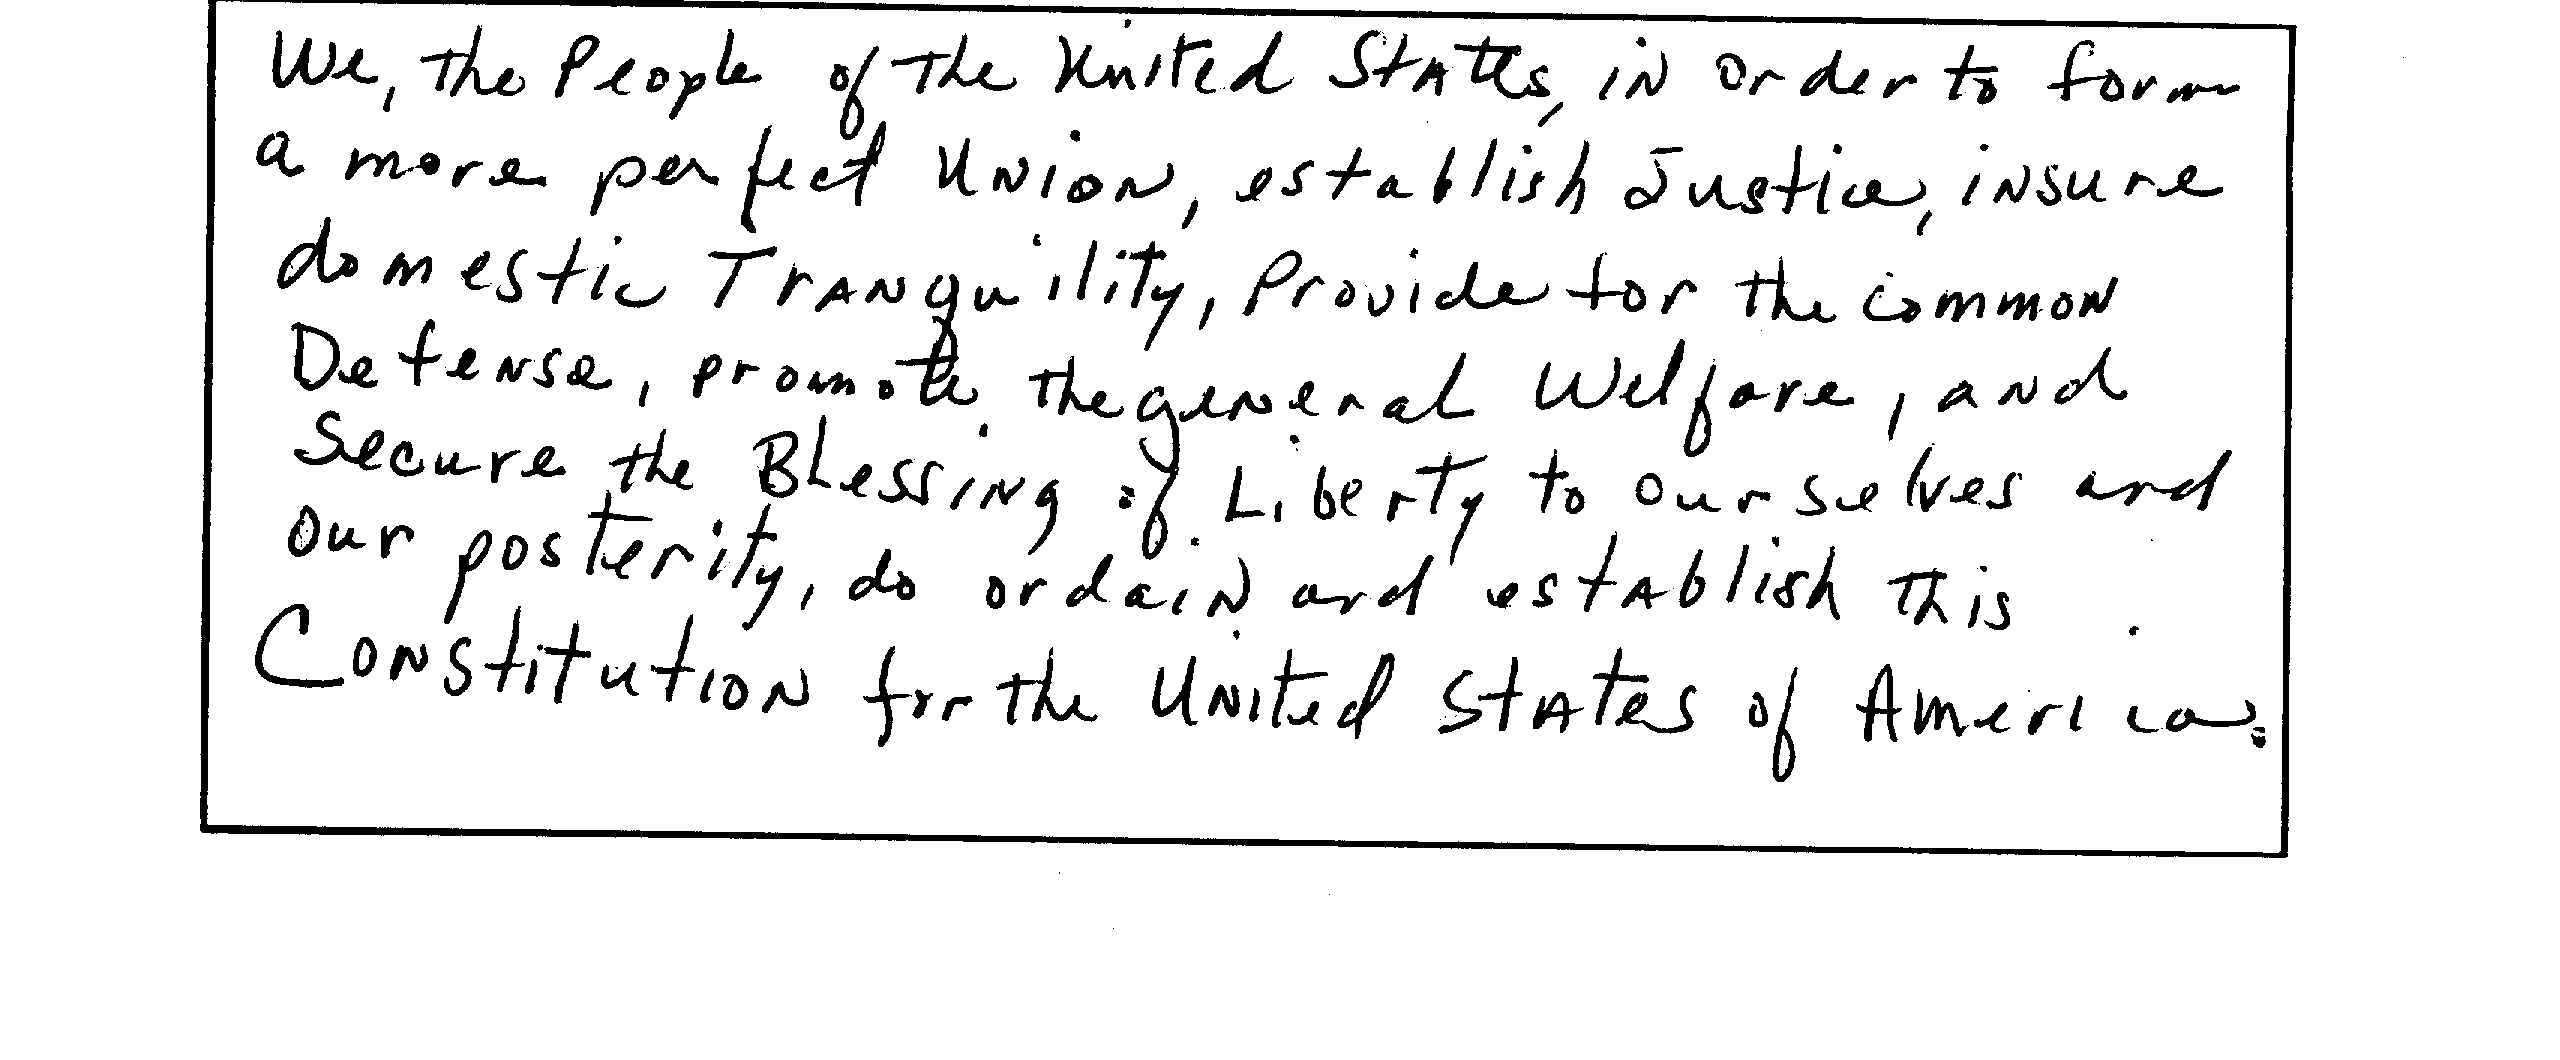 We, the People of the United States, in order to form
a more perfect Union, establish Justice, insure
domestic Tranquility, Provide for the common
Defense, promote the general Welfare, and
Secure the Blessing of Liberty to ourselves and
our posterity, do ordain and establish this
Constitution for the United States of America.